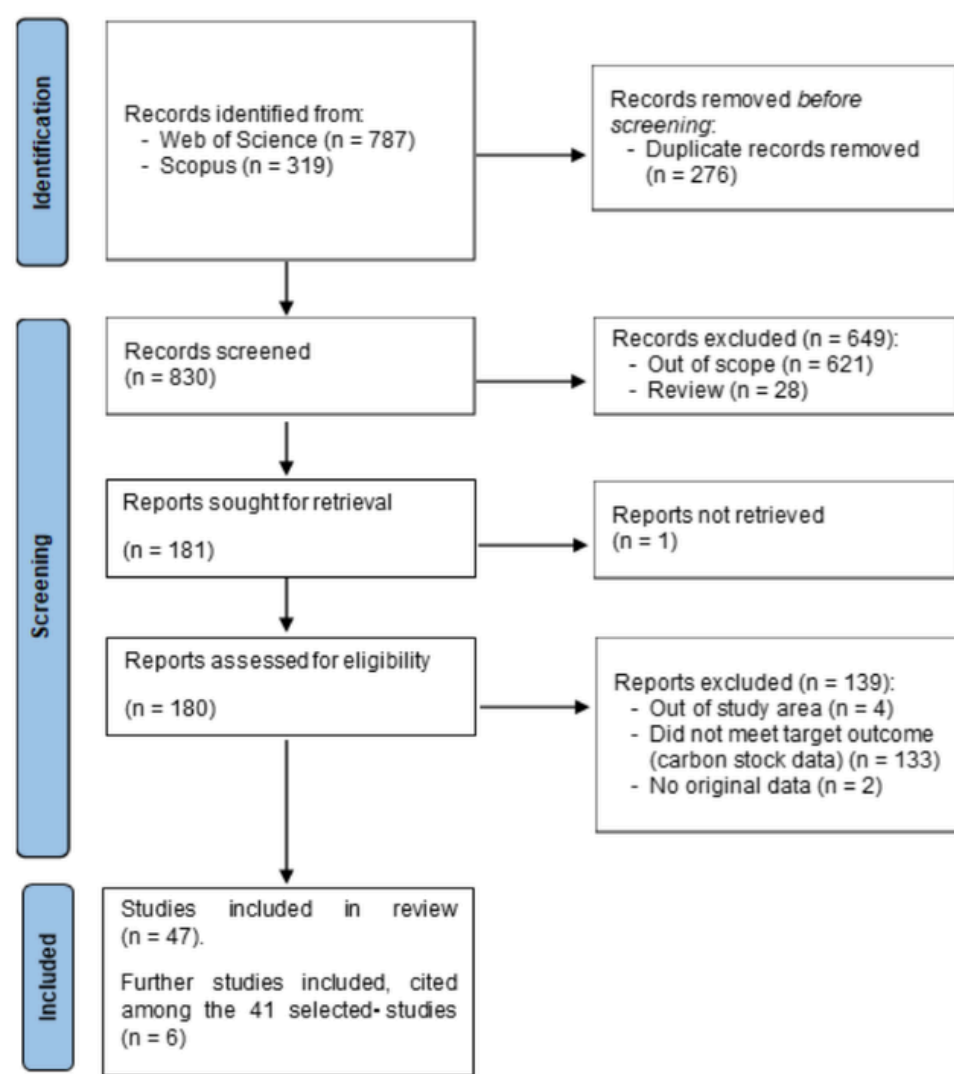 Identification
Records identified from:
- Web of Science (n = 787)
- Scopus (n = 319)
Records removed before
screening:
- Duplicate records removed
(n = 276)
Screening
Records screened
(n = 830)
Records excluded (n = 649):
- Out of scope (n = 621)
- Review (n = 28)
Reports sought for retrieval
(n = 181)
Reports not retrieved
(n = 1)
Reports assessed for eligibility
(n = 180)
Reports excluded (n = 139):
- Out of study area (n = 4)
- Did not meet target outcome
(carbon stock data) (n = 133)
- No original data (n = 2)
Included
Studies included in review
(n = 47).
Further studies included, cited
among the 41 selected- studies
(n = 6)